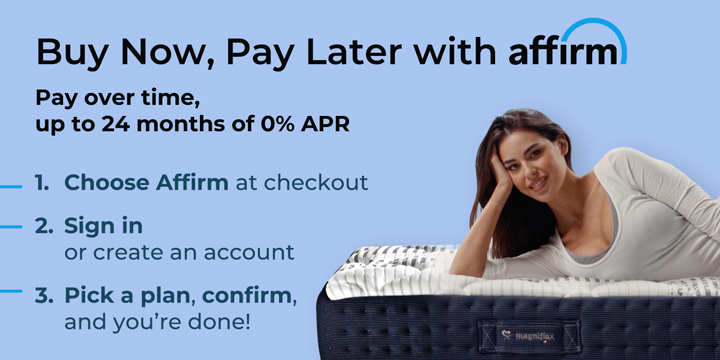 Buy Now, Pay Later with affirm
Pay over time,
up to 24 months of 0% APR
1. Choose Affirm at checkout
2. Sign in
or create an account
3. Pick a plan, confirm,
and you're done!
magniflex